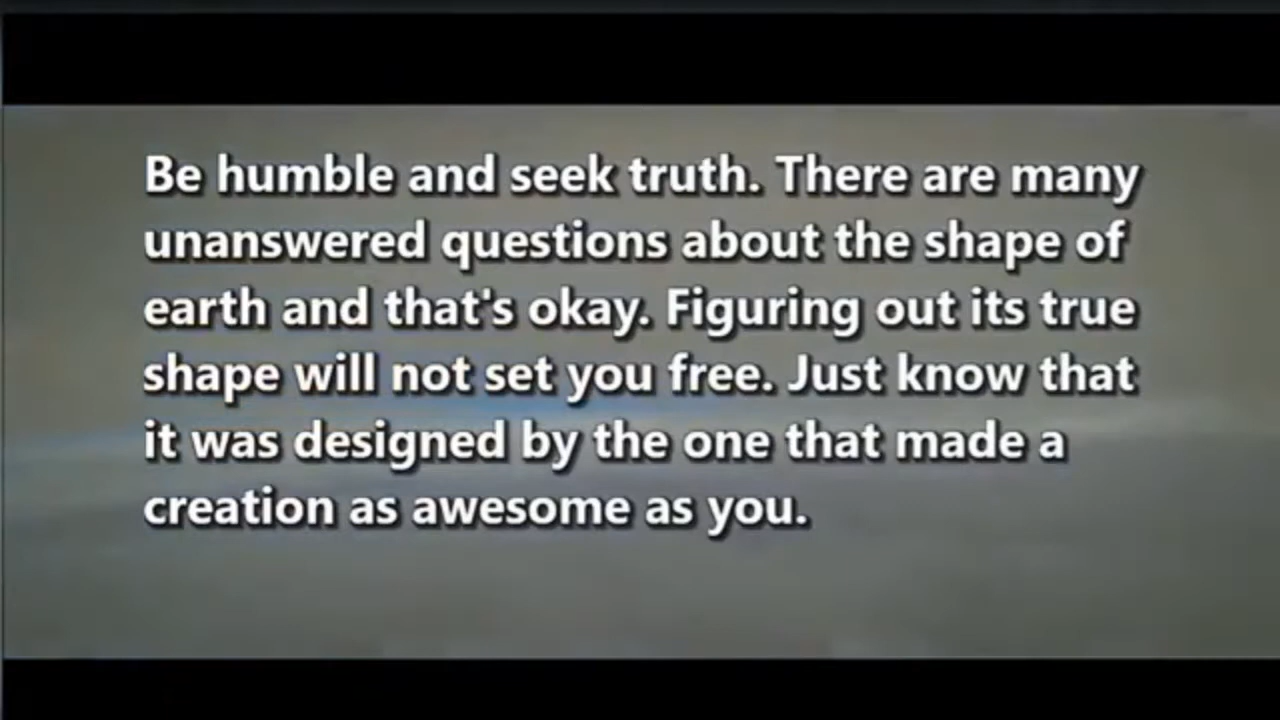 Be humble and seek truth. There are many
unanswered questions about the shape of
earth and that's okay. Figuring out its true
shape will not set you free. Just know that
it was designed by the one that made a
creation as awesome as you.